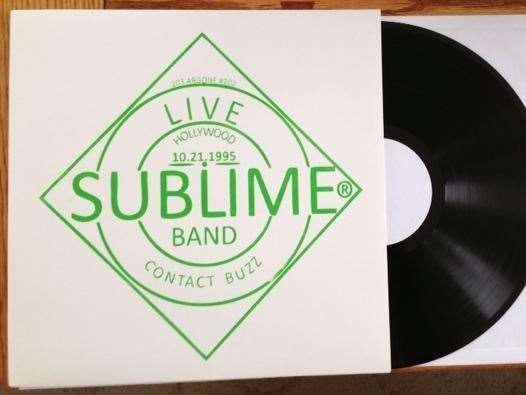 LIVE
HOLLYWOOD
10.21.1995
SUBLIME®
BAND
CONTACT BUZZ